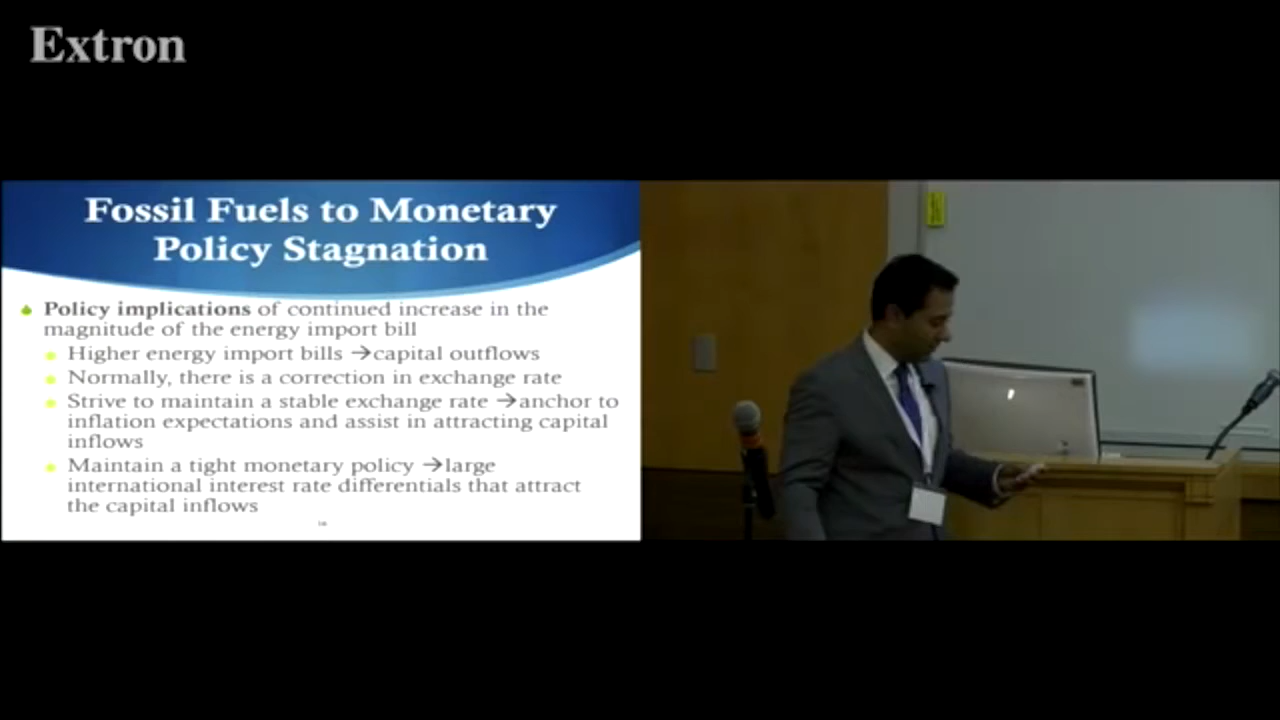 Extron
Fossil Fuels to Monetary
Policy Stagnation
Policy implications of continued increase in the
magnitude of the energy import bill
Higher energy import bills →capital outflows
Normally, there is a correction in exchange rate
Strive to maintain a stable exchange rate →anchor to
inflation expectations and assist in attracting capital
inflows
Maintain a tight monetary policy →large
international interest rate differentials that attract
the capital inflows